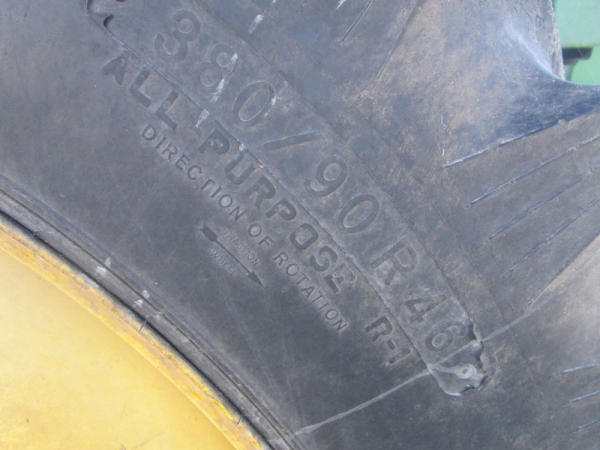 380/90R46
ALL PURPOSE R-1
DIRECTION OF ROTATION